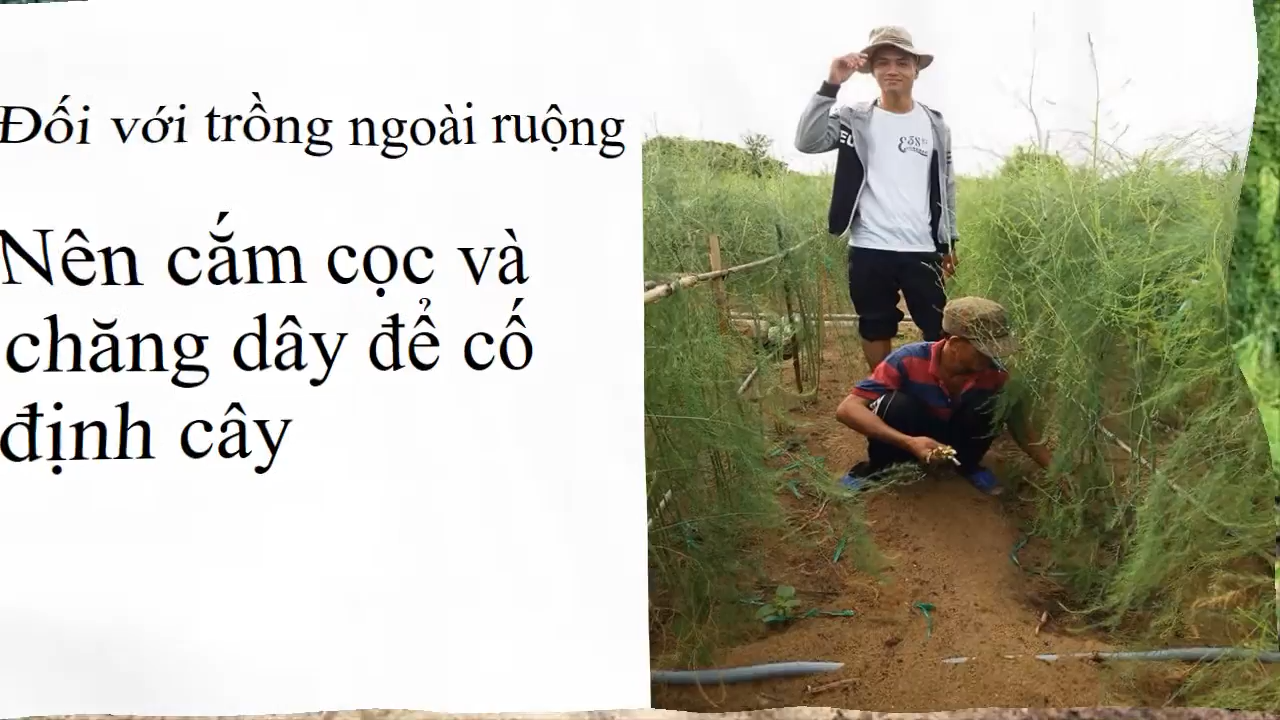 Đối với trồng ngoài ruộng
Nên cắm cọc và
chăng dây để cố
định cây